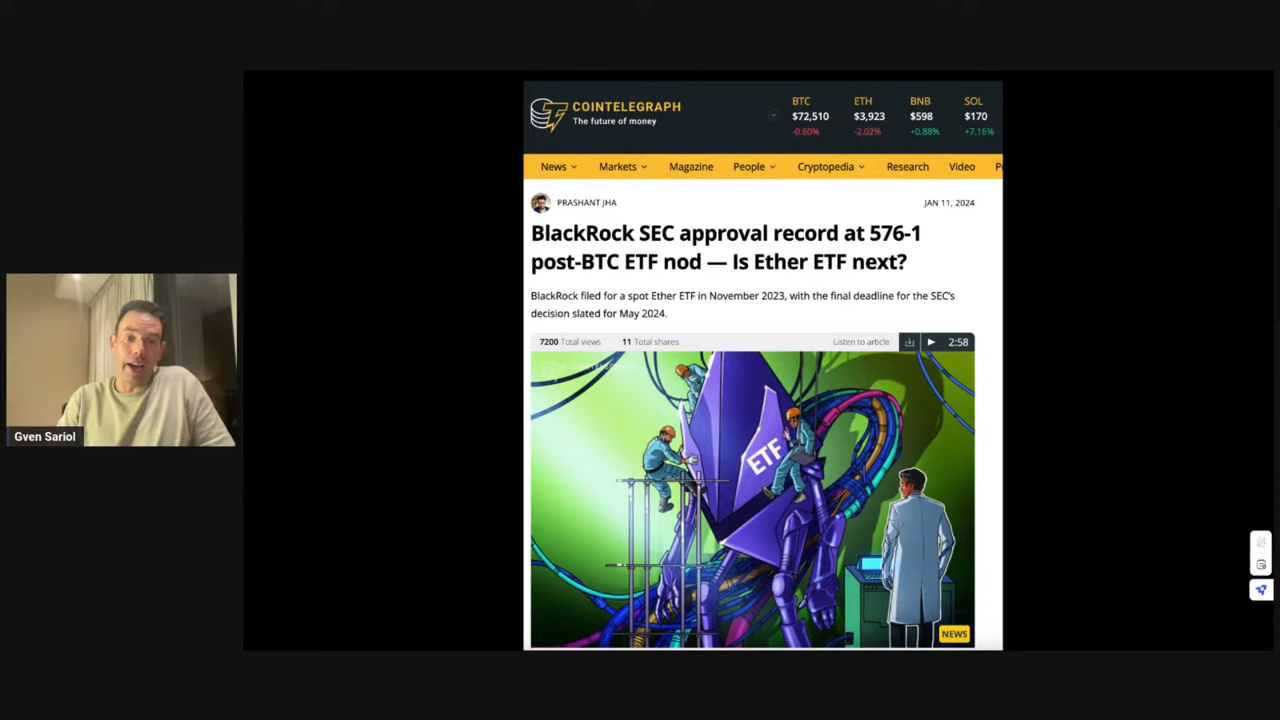 COINTELEGRAPH
The future of money
BTC ETH BNB SOL
$72,510 $3,923 $598 $170
-0.60% -2.02% +0.88% +7.16%
News Markets Magazine People Cryptopedia Research Video
PRASHANT JHA JAN 11, 2024
BlackRock SEC approval record at 576-1
post-BTC ETF nod — Is Ether ETF next?
BlackRock filed for a spot Ether ETF in November 2023, with the final deadline for the SEC's
decision slated for May 2024.
7200 Total views 11 Total shares Listen to article 2:58
ETF
NEWS
Gven Sariol